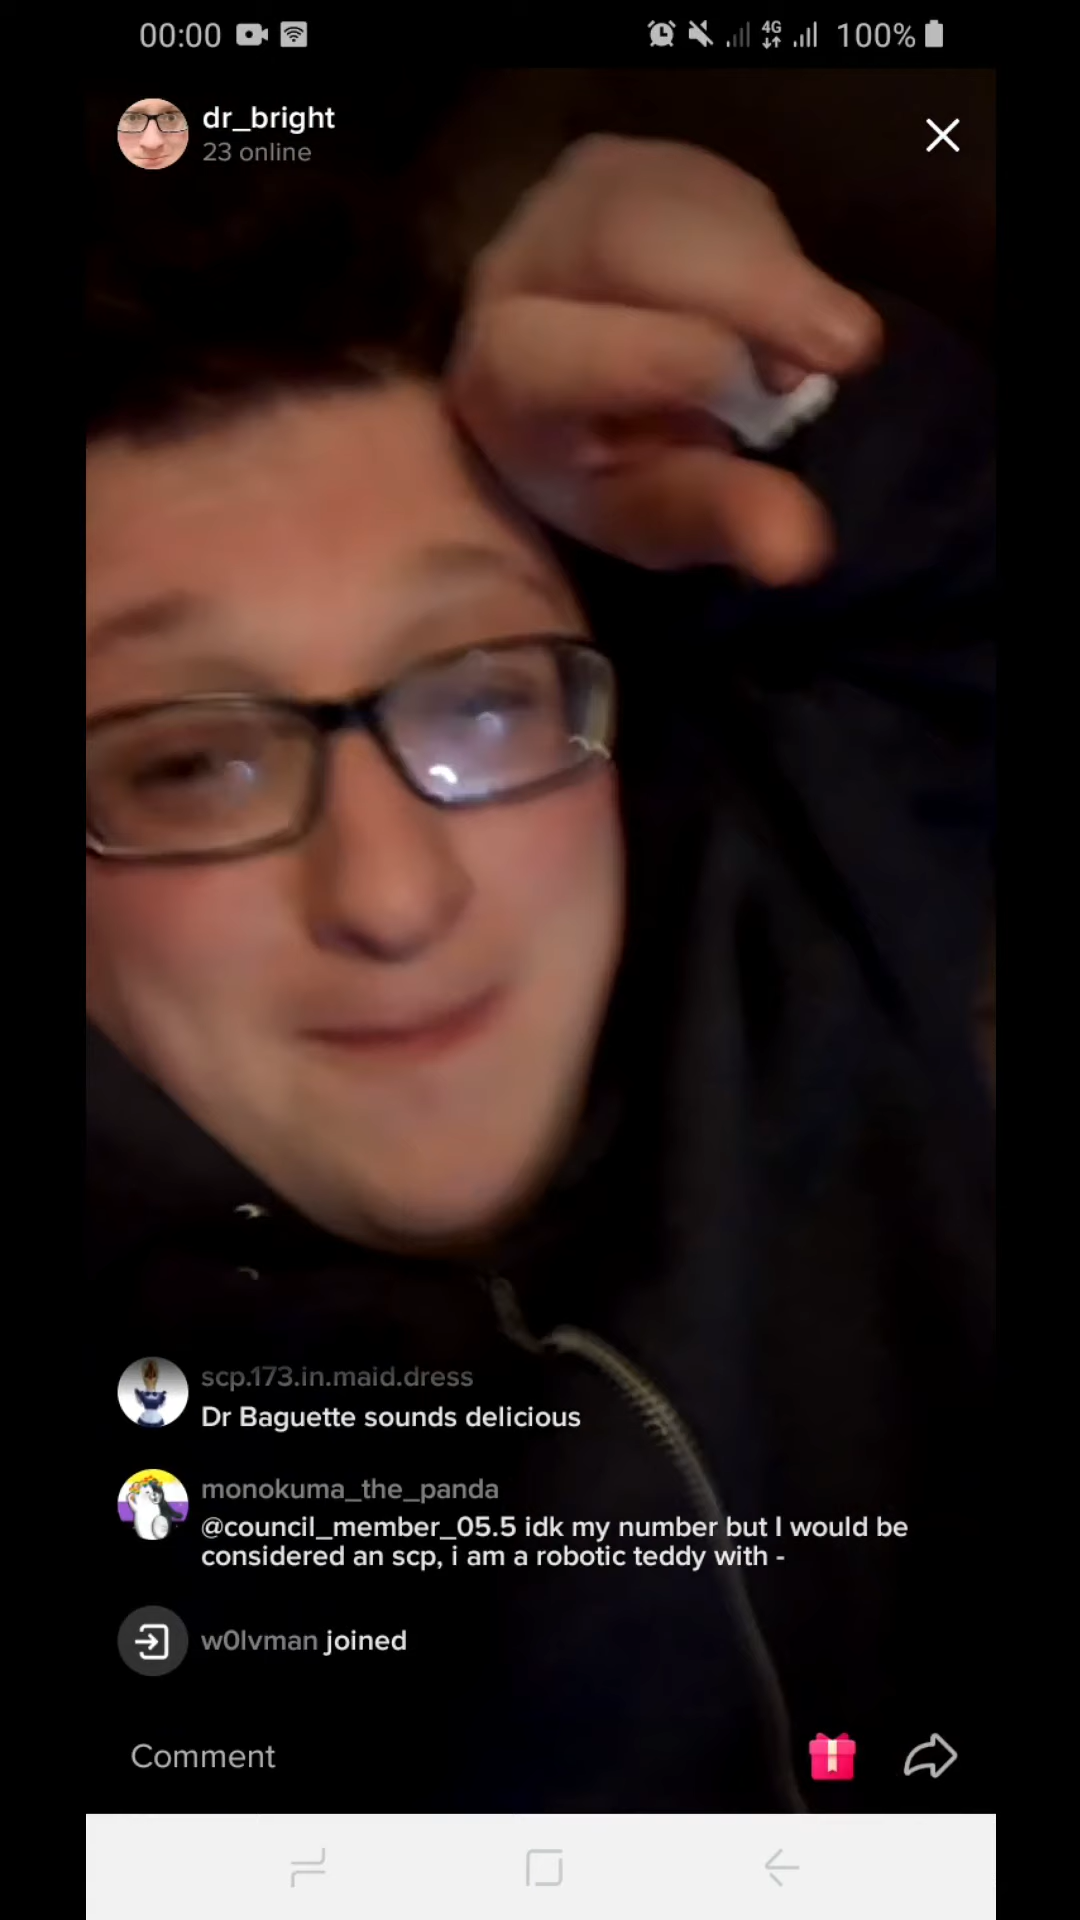 00:00
4G
100%
dr_bright
23 online
scp.173.in.maid.dress
Dr Baguette sounds delicious
monokuma_the_panda
@council_member_05.5 idk my number but I would be
considered an scp, i am a robotic teddy with -
w0lvman joined
Comment